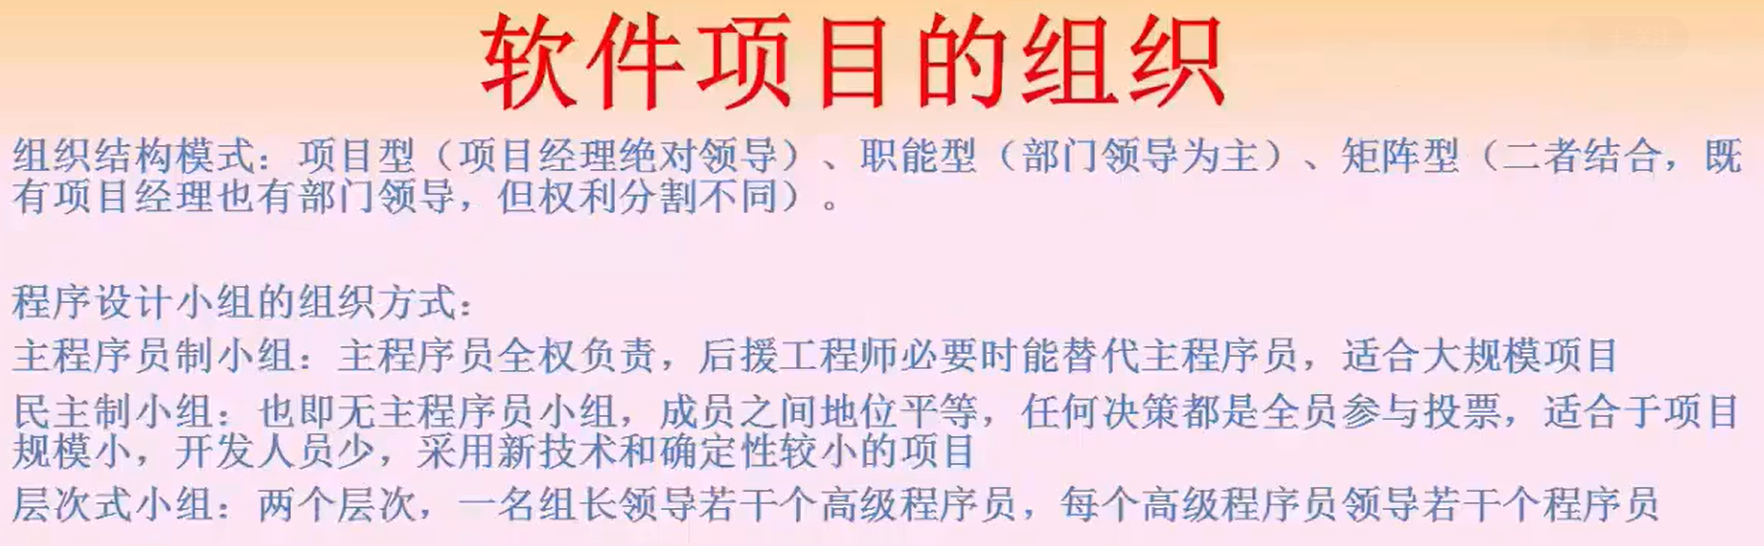 软件项目的组织
组织结构模式：项目型（项目经理绝对领导）、职能型（部门领导为主）、矩阵型（二者结合，既
有项目经理也有部门领导，但权利分割不同）。
程序设计小组的组织方式：
主程序员制小组：主程序员全权负责，后援工程师必要时能替代主程序员，适合大规模项目
民主制小组：也即无主程序员小组，成员之间地位平等，任何决策都是全员参与投票，适合于项目
规模小，开发人员少，采用新技术和确定性较小的项目
层次式小组：两个层次，一名组长领导若干个高级程序员，每个高级程序员领导若干个程序员